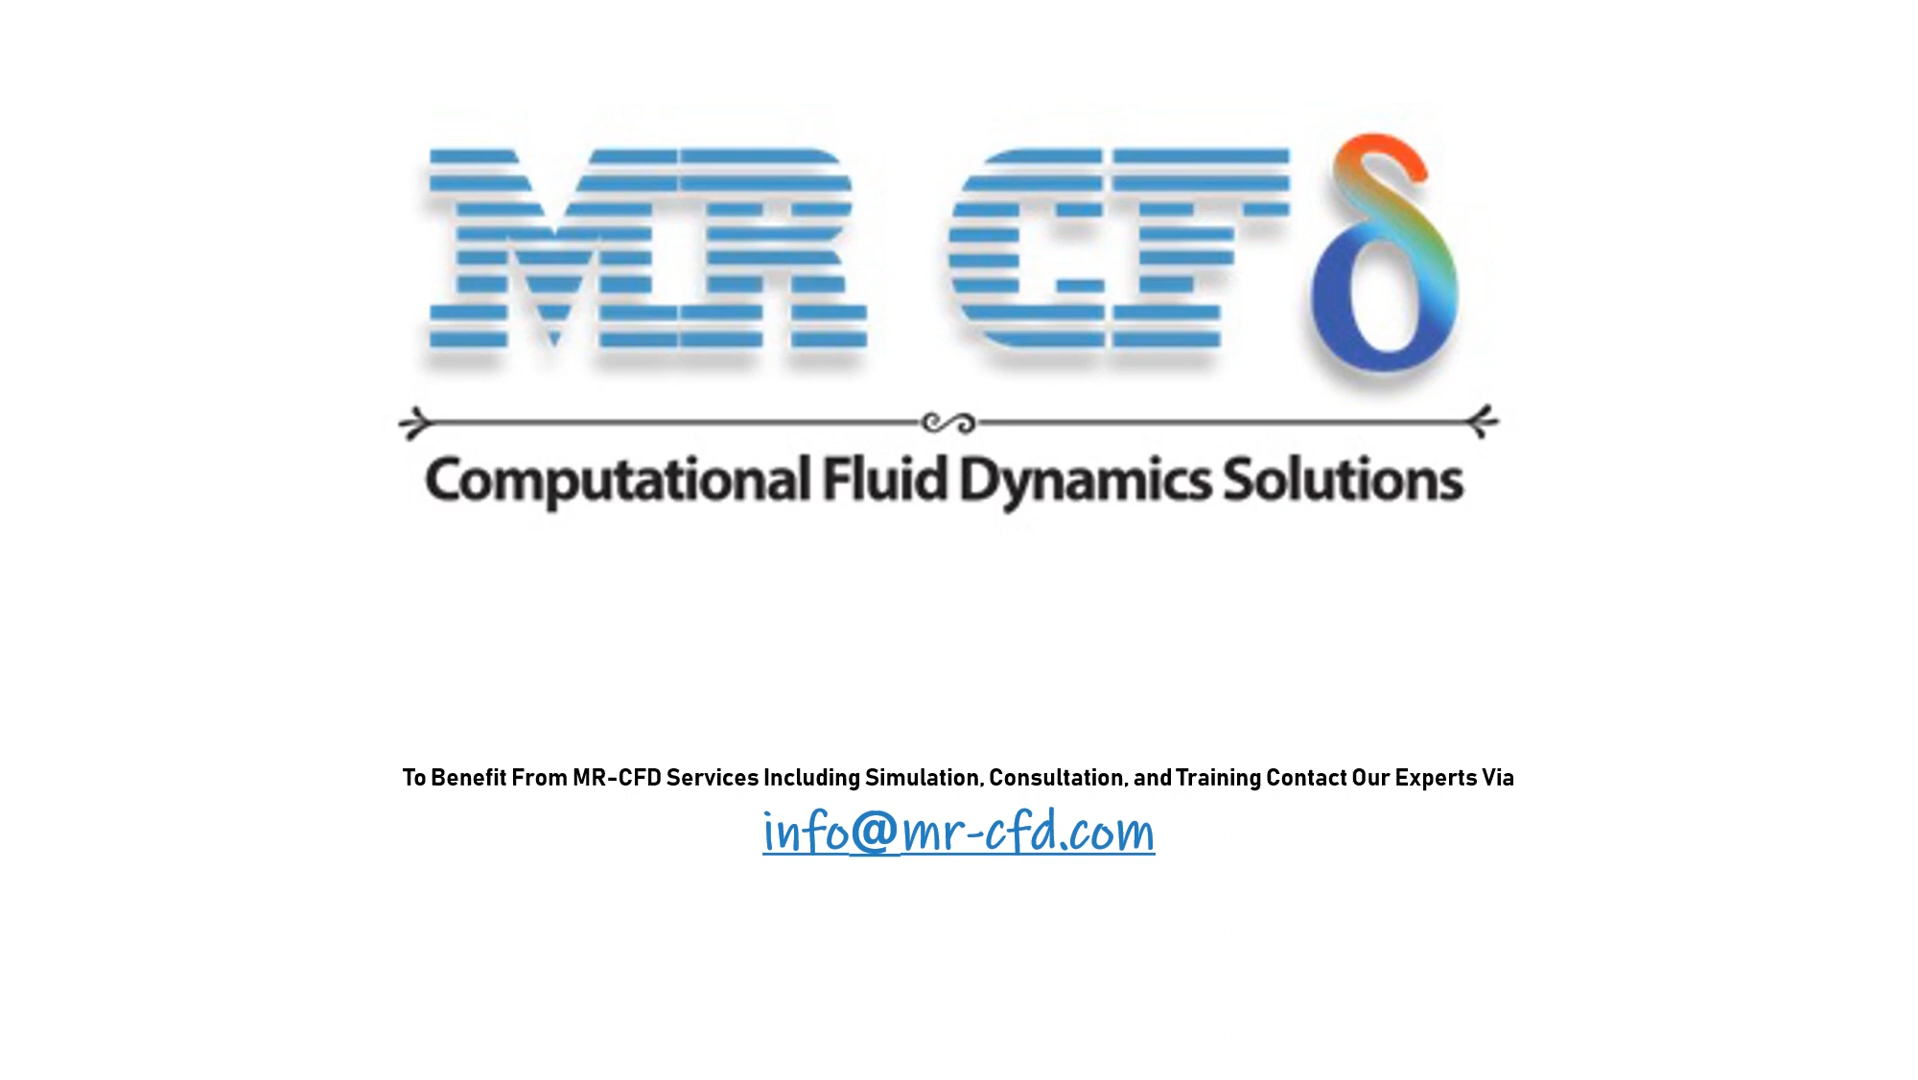 MR CFδ
Computational Fluid Dynamics Solutions
To Benefit From MR-CFD Services Including Simulation, Consultation, and Training Contact Our Experts Via
info@mr-cfd.com